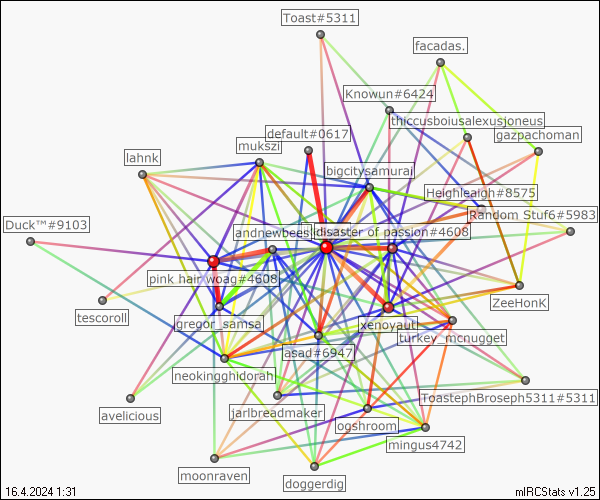 Toast#5311
facadas.
Knowun#6424
thiccusboiusalexusjoneus
default#0617
gazpachoman
mukszi
lahnk
bigcitysamurai
Heighleaigh#8575
Duck™#9103
Random Stuf6#5983
andrewbees
disaster of passion#4608
pink hair woag#4608
ZeeHonK
tescoroll
gregor_samsa
xenoyauti
turkey_mcnugget
asad#6947
neokingghidorah
ToastephBroseph5311#5311
avelicious
jarlbreadmaker
ogshroom
mingus4742
moonraven
doggerdig
16.4.2024 1:31
mIRCStats v1.25